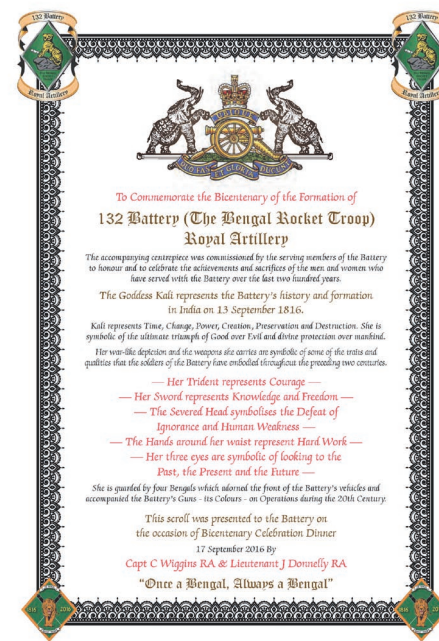 132 Battery
Royal Artillery
132 Battery
Royal Artillery
UBIQUE
QUO FAS ET GLORIA DUCUNT
To Commemorate the Bicentenary of the Formation of
132 Battery (The Bengal Rocket Troop)
Royal Artillery
The accompanying centrepiece was commissioned by the serving members of the Battery
to honour and to celebrate the achievements and sacrifices of the men and women who
have served with the Battery over the last two hundred years.
The Goddess Kali represents the Battery's history and formation
in India on 13 September 1816.
Kali represents Time, Change, Power, Creation, Preservation and Destruction. She is
symbolic of the ultimate triumph of Good over Evil and divine protection over mankind.
Her war-like depiction and the weapons she carries are symbolic of some of the traits and
qualities that the soldiers of the Battery have embodied throughout the preceding two centuries.
— Her Trident represents Courage —
— Her Sword represents Knowledge and Freedom —
— The Severed Head symbolises the Defeat of
Ignorance and Human Weakness —
— The Hands around her waist represent Hard Work —
— Her three eyes are symbolic of looking to the
Past, the Present and the Future —
She is guarded by four Bengals which adorned the front of the Battery's vehicles and
accompanied the Battery's Guns - its Colours - on Operations during the 20th Century.
This scroll was presented to the Battery on
the occasion of Bicentenary Celebration Dinner
17 September 2016 By
Capt C Wiggins RA & Lieutenant J Donnelly RA
"Once a Bengal, Always a Bengal"
1816 2016
1816 2016